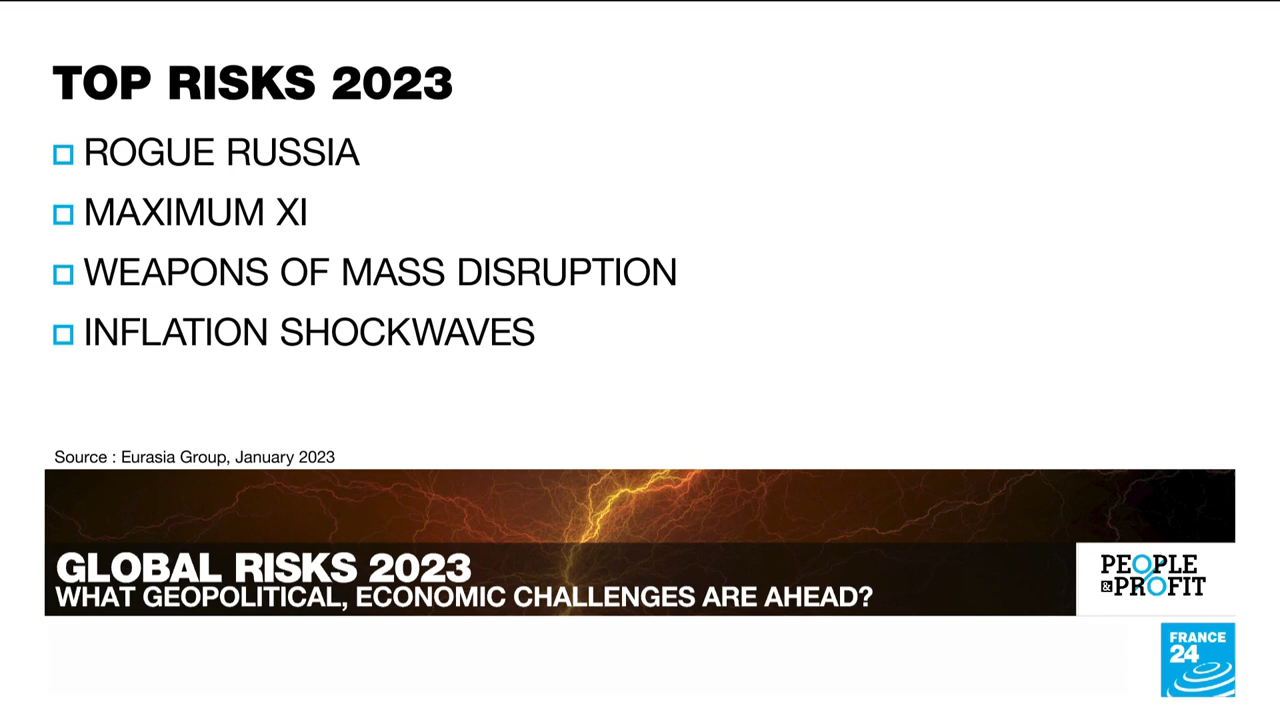 TOP RISKS 2023
ROGUE RUSSIA
MAXIMUM XI
WEAPONS OF MASS DISRUPTION
INFLATION SHOCKWAVES
Source : Eurasia Group, January 2023
GLOBAL RISKS 2023
WHAT GEOPOLITICAL, ECONOMIC CHALLENGES ARE AHEAD?
PEOPLE
&PROFIT
FRANCE
24